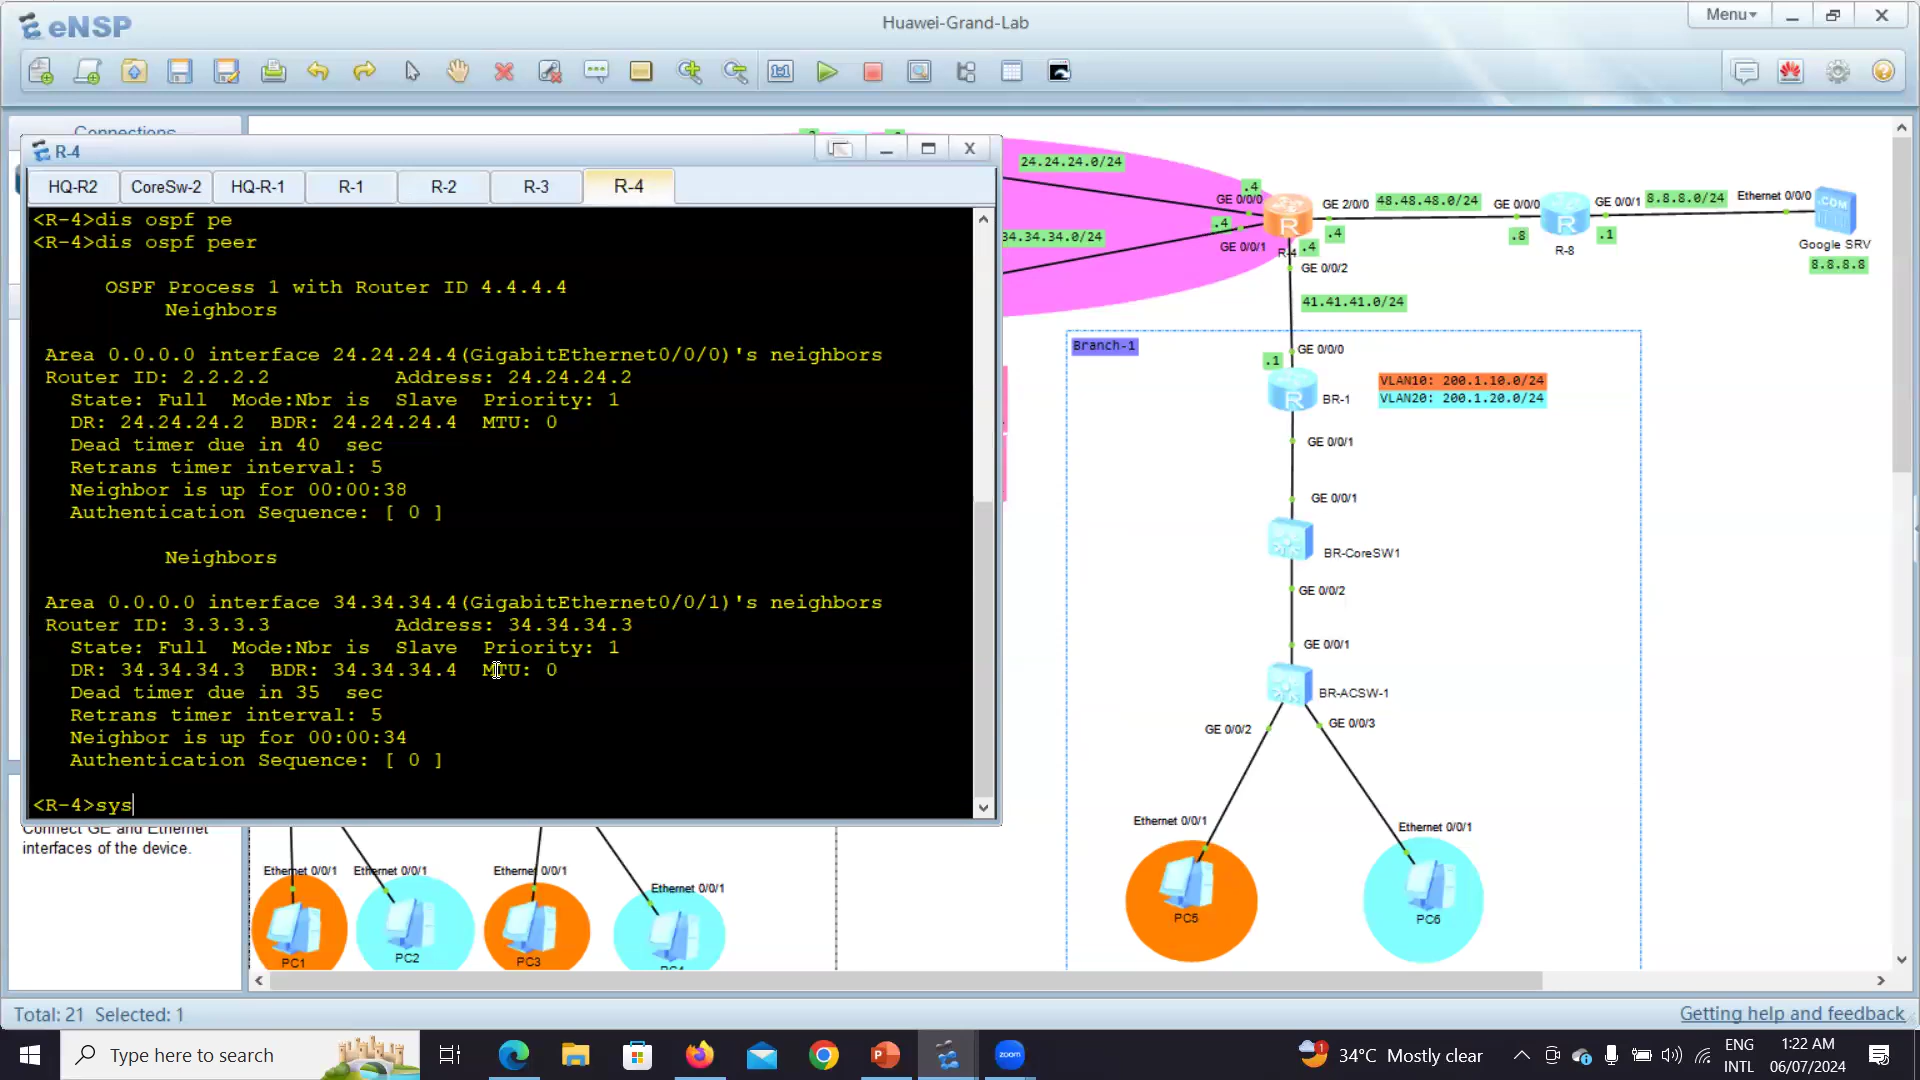 eNSP
Huawei-Grand-Lab
Menu
Connections
R-4
HQ-R2
CoreSw-2
HQ-R-1
R-1
R-2
R-3
R-4
<R-4>dis ospf pe
<R-4>dis ospf peer
OSPF Process 1 with Router ID 4.4.4.4
Neighbors
Area 0.0.0.0 interface 24.24.24.4(GigabitEthernet0/0/0)'s neighbors
Router ID: 2.2.2.2 Address: 24.24.24.2
State: Full Mode:Nbr is Slave Priority: 1
DR: 24.24.24.2 BDR: 24.24.24.4 MTU: 0
Dead timer due in 40 sec
Retrans timer interval: 5
Neighbor is up for 00:00:38
Authentication Sequence: [ 0 ]
Neighbors
Area 0.0.0.0 interface 34.34.34.4(GigabitEthernet0/0/1)'s neighbors
Router ID: 3.3.3.3 Address: 34.34.34.3
State: Full Mode:Nbr is Slave Priority: 1
DR: 34.34.34.3 BDR: 34.34.34.4 MTU: 0
Dead timer due in 35 sec
Retrans timer interval: 5
Neighbor is up for 00:00:34
Authentication Sequence: [ 0 ]
<R-4>sys
Connect GE and Ethernet
interfaces of the device.
24.24.24.0/24
.4
GE 0/0/0
.4
34.34.34.0/24
GE 0/0/1
R-4
.4
GE 2/0/0
48.48.48.0/24
.4
GE 0/0/0
.8
R
R
R-8
GE 0/0/1
.1
8.8.8.0/24
Ethernet 0/0/0
.COM
Google SRV
8.8.8.8
GE 0/0/2
41.41.41.0/24
Branch-1
GE 0/0/0
.1
R
BR-1
VLAN10: 200.1.10.0/24
VLAN20: 200.1.20.0/24
GE 0/0/1
GE 0/0/1
BR-CoreSW1
GE 0/0/2
GE 0/0/1
BR-ACSW-1
GE 0/0/2
GE 0/0/3
Ethernet 0/0/1
Ethernet 0/0/1
PC5
PC6
Ethernet 0/0/1
Ethernet 0/0/1
Ethernet 0/0/1
Ethernet 0/0/1
PC1
PC2
PC3
Total: 21 Selected: 1
Getting help and feedback
Type here to search
zoom
1
34°C Mostly clear
ENG
INTL
1:22 AM
06/07/2024